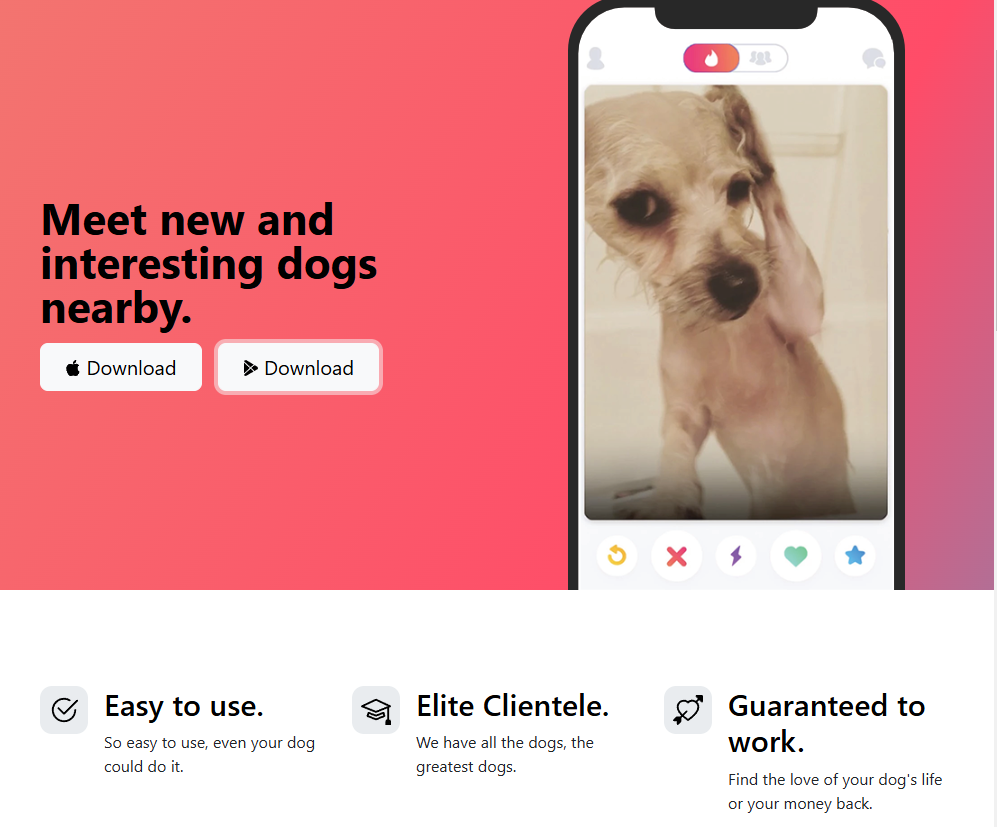 Meet new and
interesting dogs
nearby.
Download
Download
Easy to use.
So easy to use, even your dog
could do it.
Elite Clientele.
We have all the dogs, the
greatest dogs.
Guaranteed to
work.
Find the love of your dog's life
or your money back.